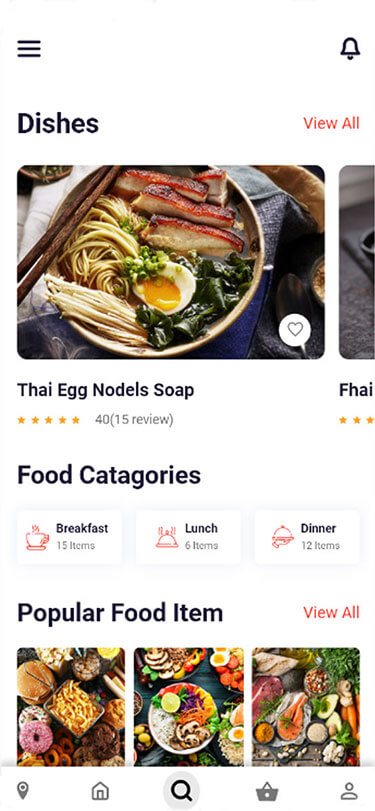 Dishes
View All
Thai Egg Nodels Soap
Fhai
40(15 review)
Food Catagories
Breakfast
15 Items
Lunch
6 Items
Dinner
12 Items
Popular Food Item
View All